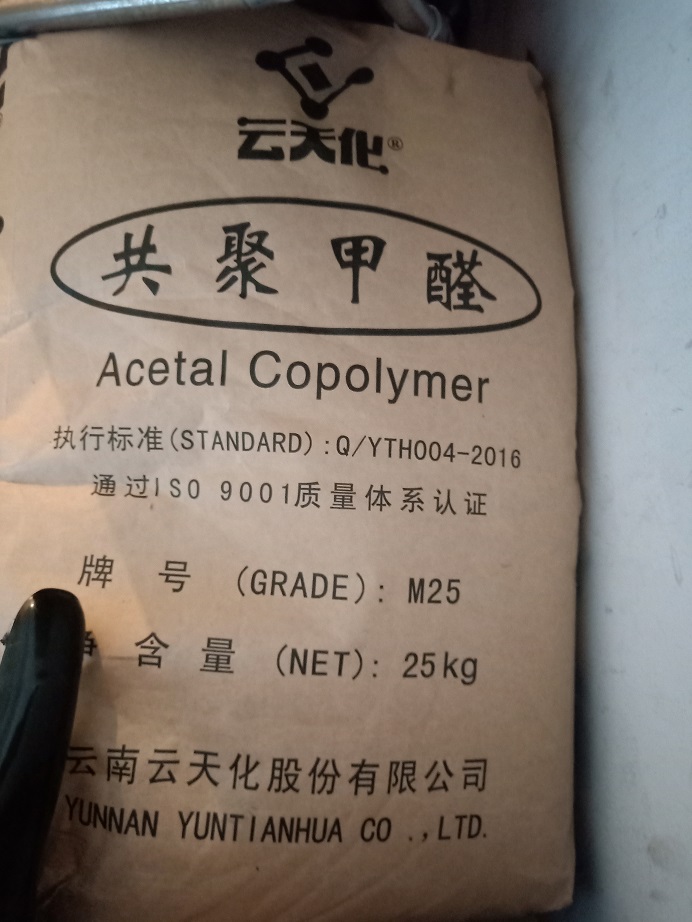 云天化®
共聚甲醛
Acetal Copolymer
执行标准(STANDARD):Q/YTH004-2016
通过ISO 9001质量体系认证
牌 号 (GRADE): M25
净 含 量 (NET): 25kg
云南云天化股份有限公司
YUNNAN YUNTIANHUA CO .,LTD.